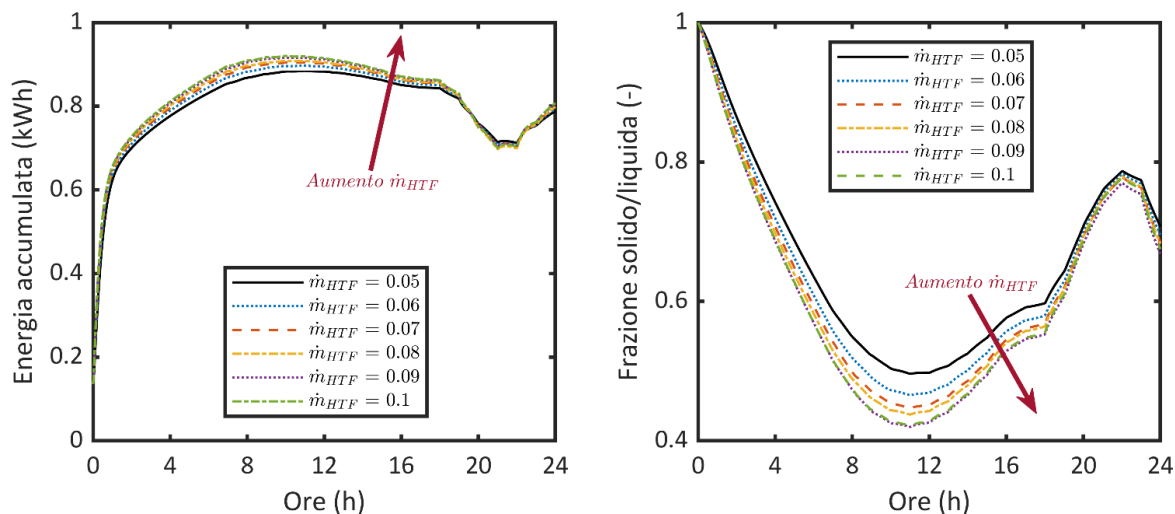 Energia accumulata (kWh)
1
0.8
0.6
0.4
0.2
0
0
4
8
12
16
20
24
Ore (h)
Aumento ṁ_HTF
ṁ_HTF = 0.05
ṁ_HTF = 0.06
ṁ_HTF = 0.07
ṁ_HTF = 0.08
ṁ_HTF = 0.09
ṁ_HTF = 0.1
Frazione solido/liquida (-)
1
0.8
0.6
0.4
0
4
8
12
16
20
24
Ore (h)
ṁ_HTF = 0.05
ṁ_HTF = 0.06
ṁ_HTF = 0.07
ṁ_HTF = 0.08
ṁ_HTF = 0.09
ṁ_HTF = 0.1
Aumento ṁ_HTF